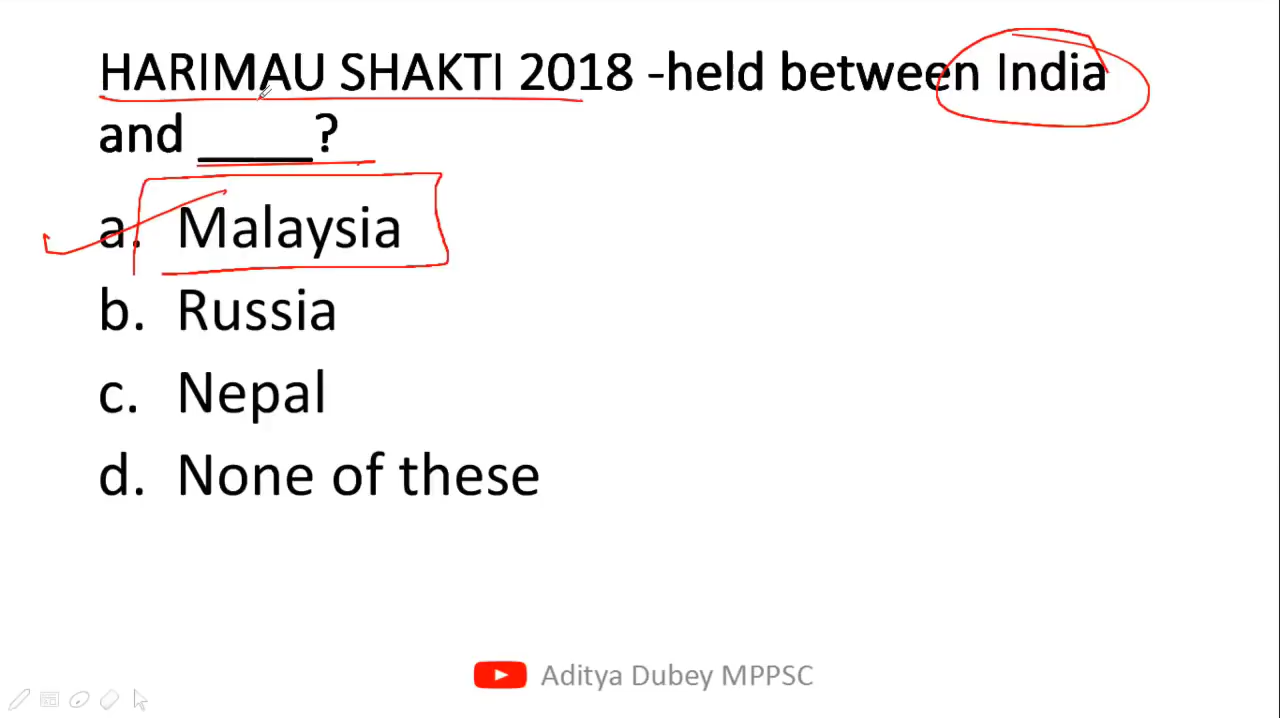 HARIMAU SHAKTI 2018 -held between India
and _____?
a. Malaysia
b. Russia
c. Nepal
d. None of these
Aditya Dubey MPPSC